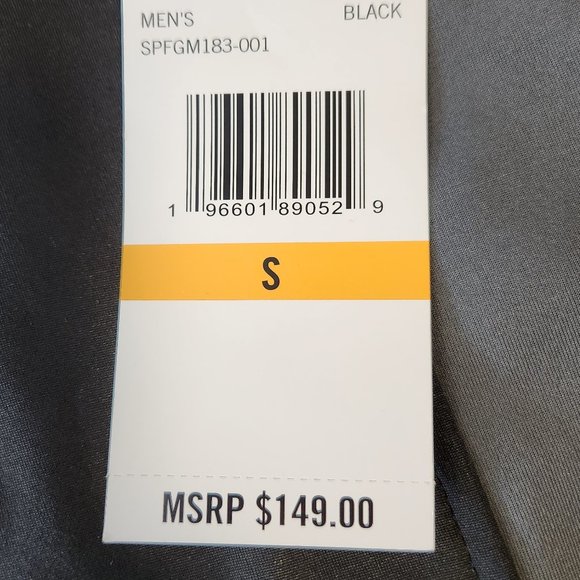 MEN'S BLACK
SPFGM183-001
1 96601 89052 9
S
MSRP $149.00